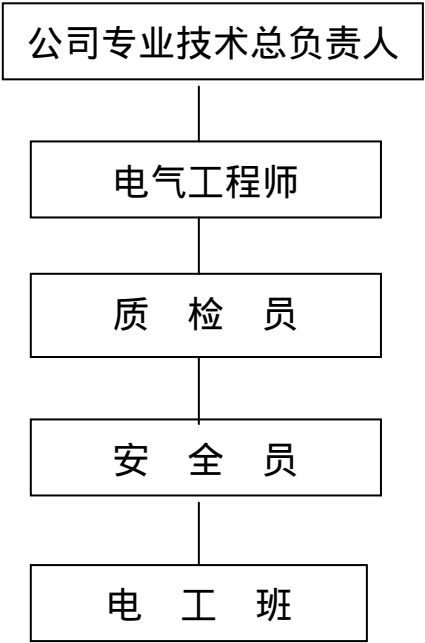 公司专业技术总负责人
电气工程师
质 检 员
安 全 员
电 工 班